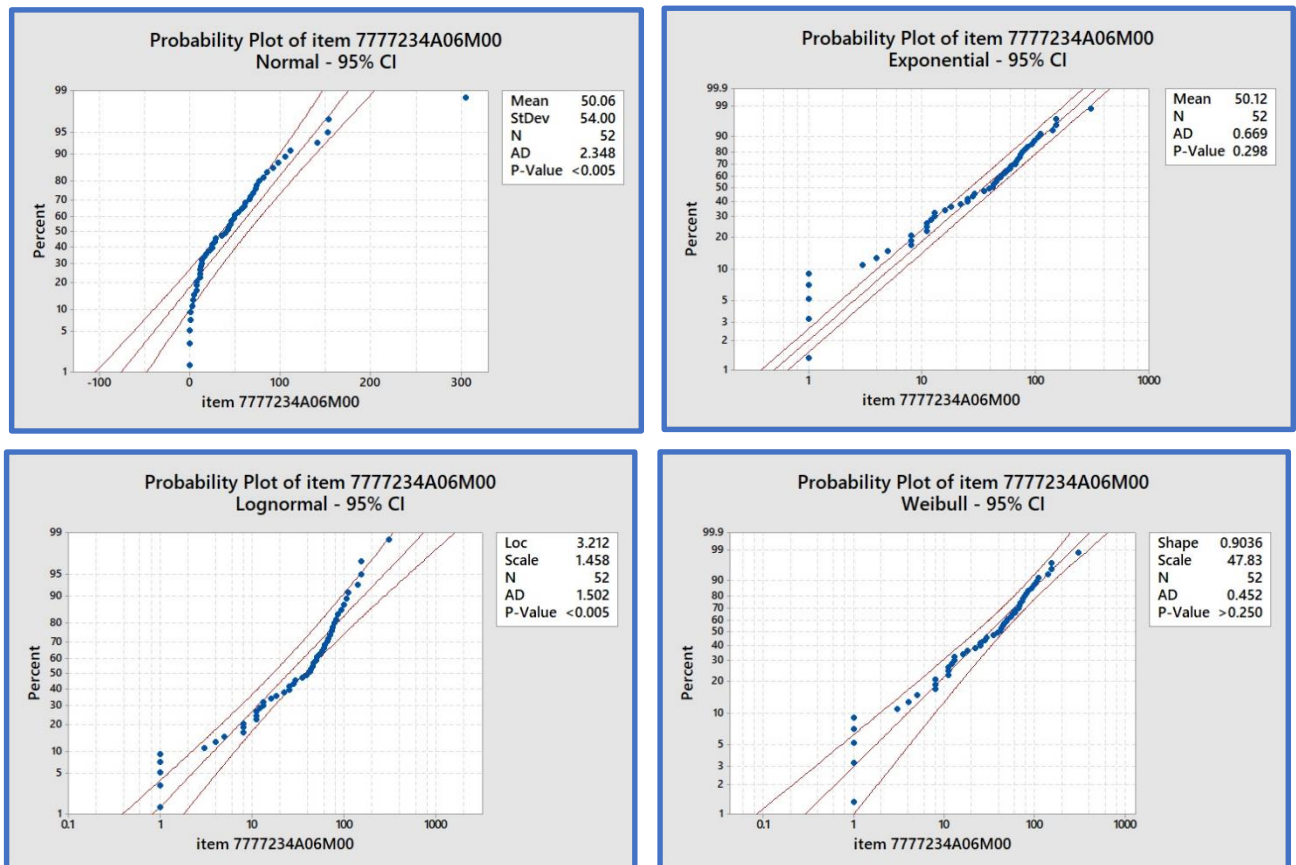 Probability Plot of item 7777234A06M00
Normal - 95% CI
99
95
90
80
70
60
50
40
30
20
10
5
1
Percent
-100
0
100
200
300
item 7777234A06M00
Mean 50.06
StDev 54.00
N 52
AD 2.348
P-Value <0.005
Probability Plot of item 7777234A06M00
Exponential - 95% CI
99.9
99
90
80
70
60
50
40
30
20
10
5
3
2
1
Percent
1
10
100
1000
item 7777234A06M00
Mean 50.12
N 52
AD 0.669
P-Value 0.298
Probability Plot of item 7777234A06M00
Lognormal - 95% CI
99
95
90
80
70
60
50
40
30
20
10
5
1
Percent
0.1
1
10
100
1000
item 7777234A06M00
Loc 3.212
Scale 1.458
N 52
AD 1.502
P-Value <0.005
Probability Plot of item 7777234A06M00
Weibull - 95% CI
99.9
99
90
80
70
60
50
40
30
20
10
5
3
2
1
Percent
0.1
1
10
100
1000
item 7777234A06M00
Shape 0.9036
Scale 47.83
N 52
AD 0.452
P-Value >0.250